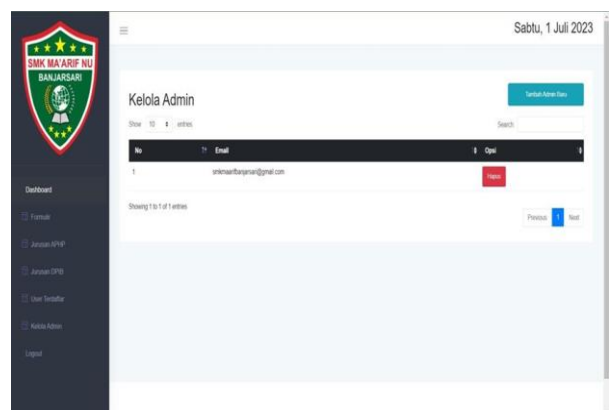 SMK MA'ARIF NU
BANJARSARI
Sabtu, 1 Juli 2023
Kelola Admin
Tambah Admin Baru
Show 10 entries
Search:
No Email Opsi
1 smkmaarifbanjarsari@gmail.com Hapus
Showing 1 to 1 of 1 entries
Previous 1 Next
Dashboard
Formulir
Jurusan APHP
Jurusan DPIB
User Terdaftar
Kelola Admin
Logout